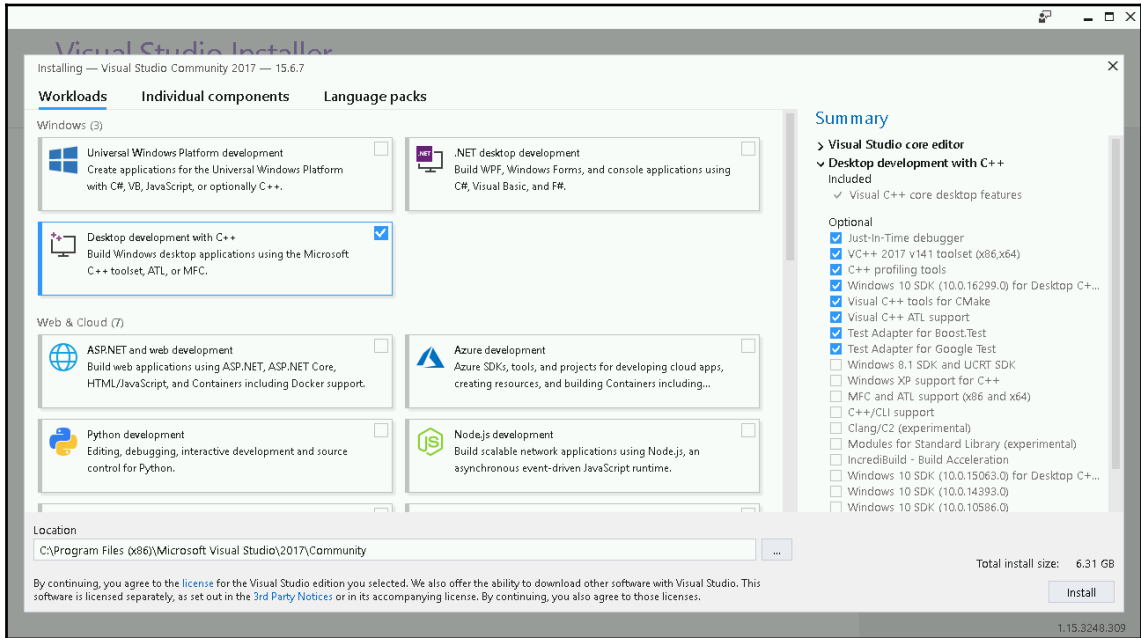 Visual Studio Installer
Installing — Visual Studio Community 2017 — 15.6.7
Workloads
Individual components
Language packs
Windows (3)
Universal Windows Platform development
Create applications for the Universal Windows Platform
with C#, VB, JavaScript, or optionally C++.
.NET
.NET desktop development
Build WPF, Windows Forms, and console applications using
C#, Visual Basic, and F#.
Desktop development with C++
Build Windows desktop applications using the Microsoft
C++ toolset, ATL, or MFC.
Web & Cloud (7)
ASP.NET and web development
Build web applications using ASP.NET, ASP.NET Core,
HTML/JavaScript, and Containers including Docker support.
Azure development
Azure SDKs, tools, and projects for developing cloud apps,
creating resources, and building Containers including...
Python development
Editing, debugging, interactive development and source
control for Python.
JS
Node.js development
Build scalable network applications using Node.js, an
asynchronous event-driven JavaScript runtime.
Summary
Visual Studio core editor
Desktop development with C++
Included
Visual C++ core desktop features
Optional
Just-In-Time debugger
VC++ 2017 v141 toolset (x86,x64)
C++ profiling tools
Windows 10 SDK (10.0.16299.0) for Desktop C+...
Visual C++ tools for CMake
Visual C++ ATL support
Test Adapter for Boost.Test
Test Adapter for Google Test
Windows 8.1 SDK and UCRT SDK
Windows XP support for C++
MFC and ATL support (x86 and x64)
C++/CLI support
Clang/C2 (experimental)
Modules for Standard Library (experimental)
IncrediBuild - Build Acceleration
Windows 10 SDK (10.0.15063.0) for Desktop C+...
Windows 10 SDK (10.0.14393.0)
Windows 10 SDK (10.0.10586.0)
Location
C:\Program Files (x86)\Microsoft Visual Studio\2017\Community
...
By continuing, you agree to the license for the Visual Studio edition you selected. We also offer the ability to download other software with Visual Studio. This
software is licensed separately, as set out in the 3rd Party Notices or in its accompanying license. By continuing, you also agree to those licenses.
Total install size: 6.31 GB
Install
1.15.3248.309